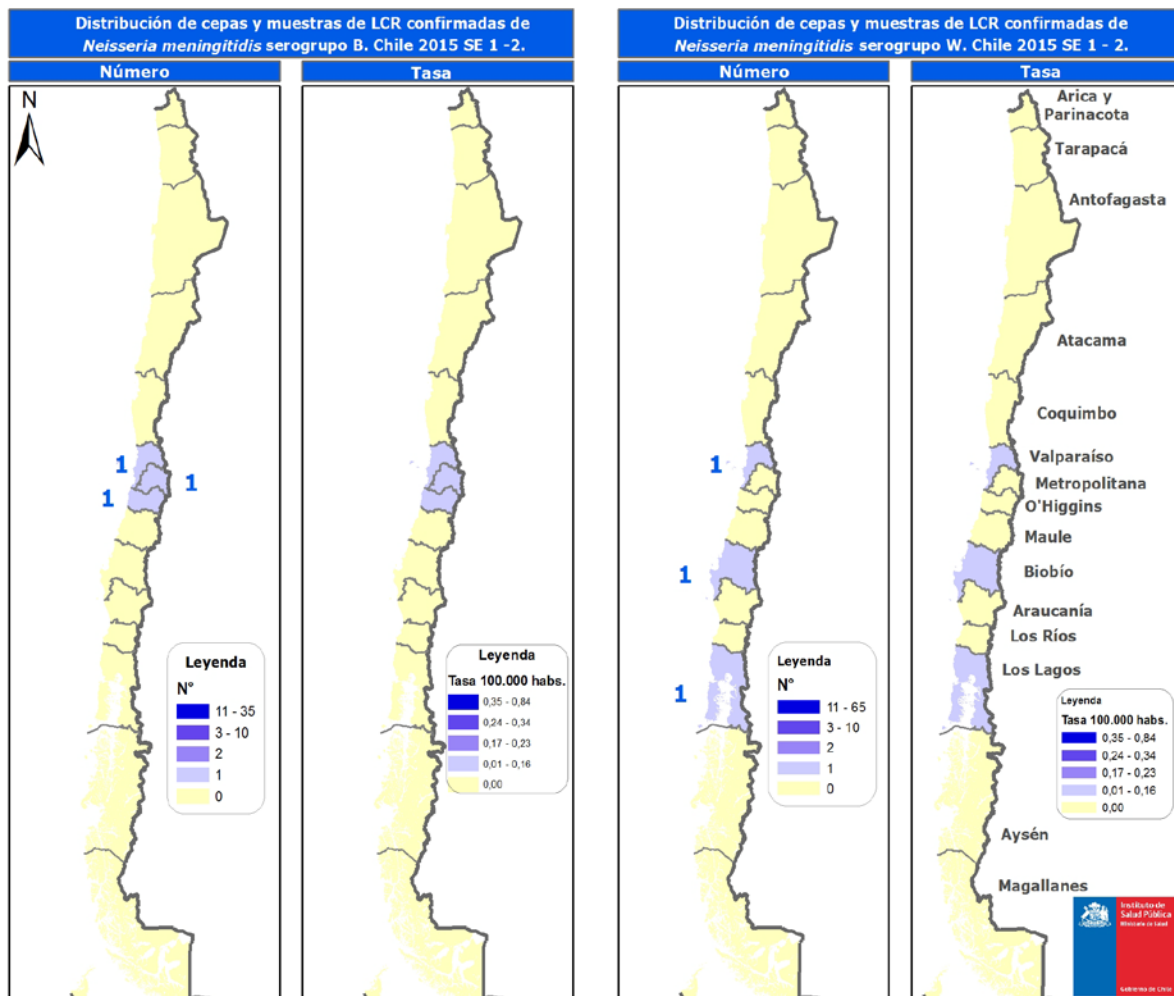 Distribución de cepas y muestras de LCR confirmadas de
Neisseria meningitidis serogrupo B. Chile 2015 SE 1 -2.
Número
Tasa
N
1
1
1
Leyenda
N°
11 - 35
3 - 10
2
1
0
Leyenda
Tasa 100.000 habs.
0,35 - 0,84
0,24 - 0,34
0,17 - 0,23
0,01 - 0,16
0,00
Distribución de cepas y muestras de LCR confirmadas de
Neisseria meningitidis serogrupo W. Chile 2015 SE 1 - 2.
Número
Tasa
1
1
1
Leyenda
N°
11 - 65
3 - 10
2
1
0
Arica y
Parinacota
Tarapacá
Antofagasta
Atacama
Coquimbo
Valparaíso
Metropolitana
O'Higgins
Maule
Biobío
Araucanía
Los Ríos
Los Lagos
Leyenda
Tasa 100.000 habs.
0,35 - 0,84
0,24 - 0,34
0,17 - 0,23
0,01 - 0,16
0,00
Aysén
Magallanes
Instituto de
Salud Pública
Ministerio de Salud
Gobierno de Chile